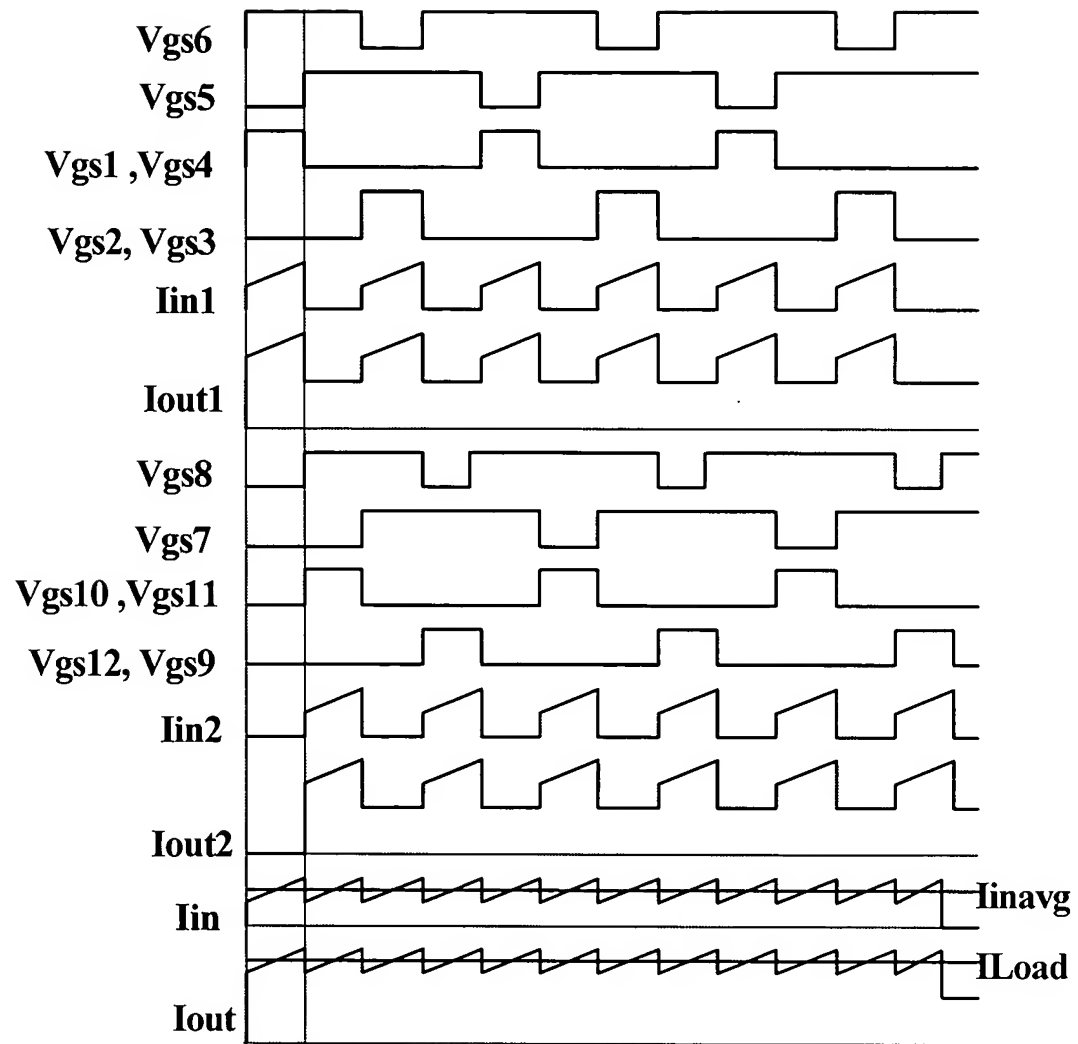 Vgs6
Vgs5
Vgs1 ,Vgs4
Vgs2, Vgs3
Iin1
Iout1
Vgs8
Vgs7
Vgs10 ,Vgs11
Vgs12, Vgs9
Iin2
Iout2
Iinavg
Iin
ILoad
Iout